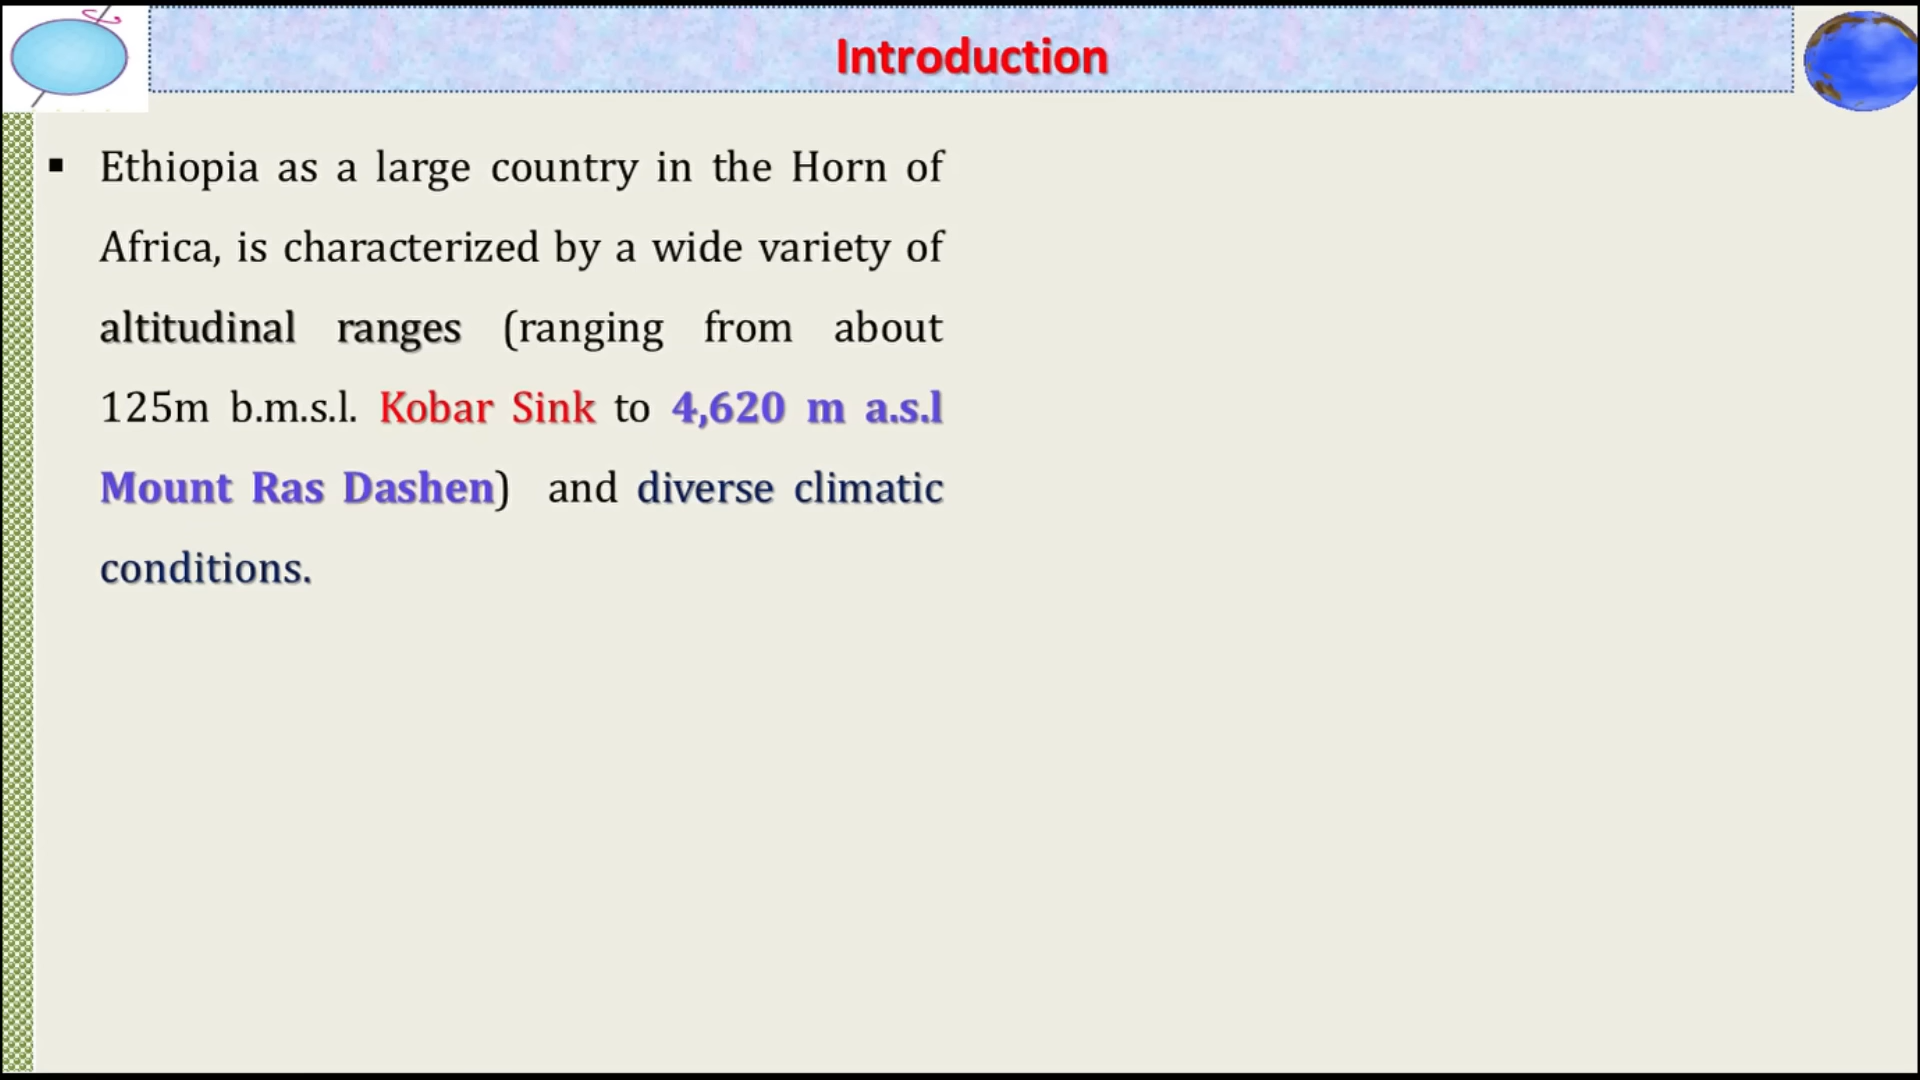 Introduction
▪ Ethiopia as a large country in the Horn of
Africa, is characterized by a wide variety of
altitudinal ranges (ranging from about
125m b.m.s.l. Kobar Sink to 4,620 m a.s.l
Mount Ras Dashen) and diverse climatic
conditions.